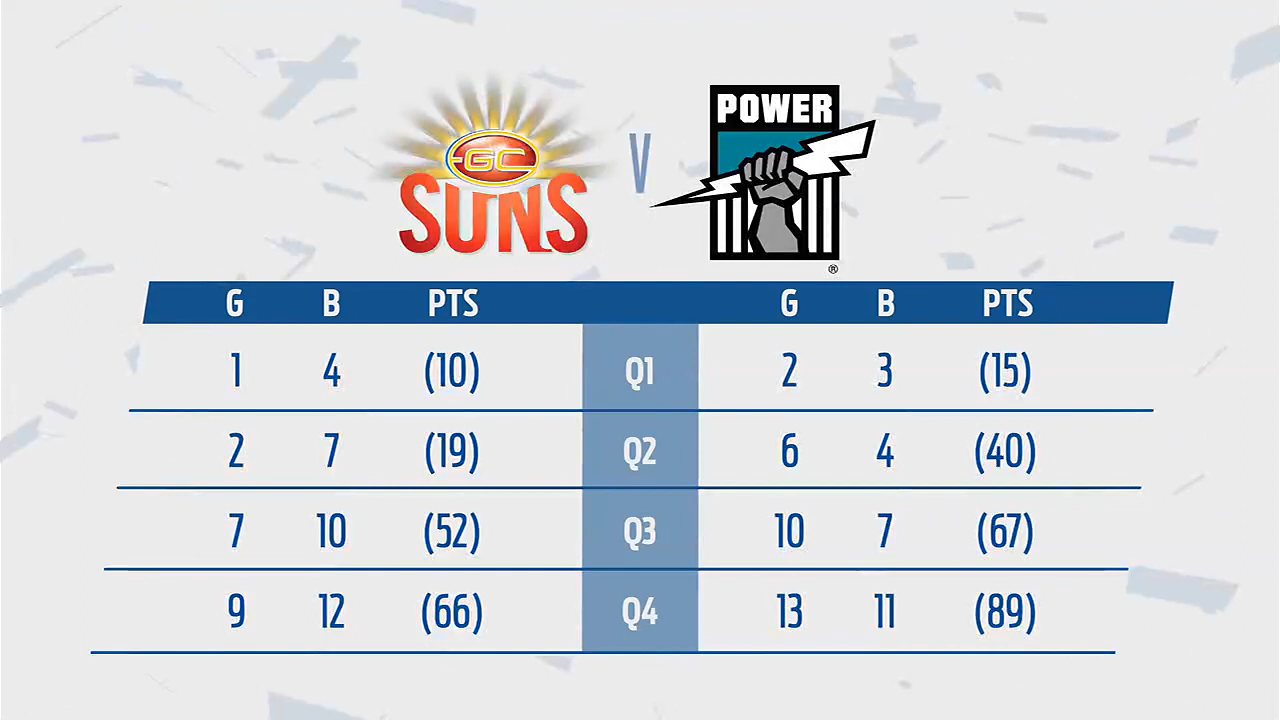 GC
SUNS
V
POWER
®
G B PTS G B PTS
1 4 (10) Q1 2 3 (15)
2 7 (19) Q2 6 4 (40)
7 10 (52) Q3 10 7 (67)
9 12 (66) Q4 13 11 (89)